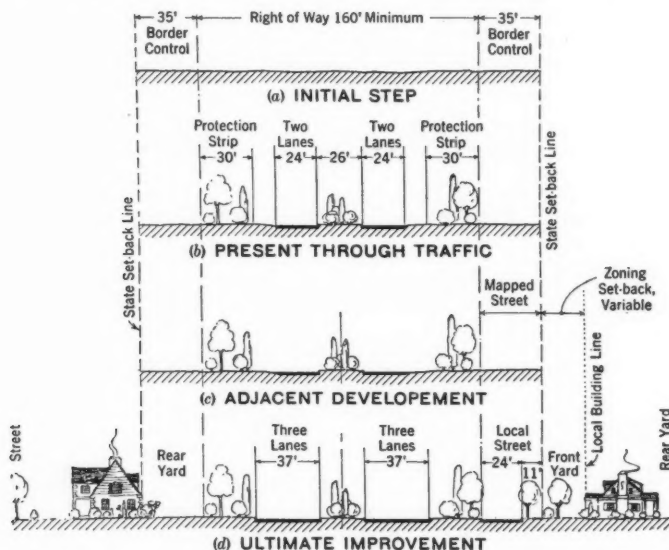 35' Right of Way 160' Minimum 35'
Border Control
Border Control
(a) INITIAL STEP
Protection Strip
Two Lanes
Two Lanes
Protection Strip
30' 24' 26' 24' 30'
State Set-back Line
State Set-back Line
(b) PRESENT THROUGH TRAFFIC
Mapped Street
Zoning Set-back, Variable
(c) ADJACENT DEVELOPEMENT
Local Building Line
Street
Rear Yard
Three Lanes
37'
Three Lanes
37'
Local Street
24' 11'
Front Yard
Rear Yard
(d) ULTIMATE IMPROVEMENT